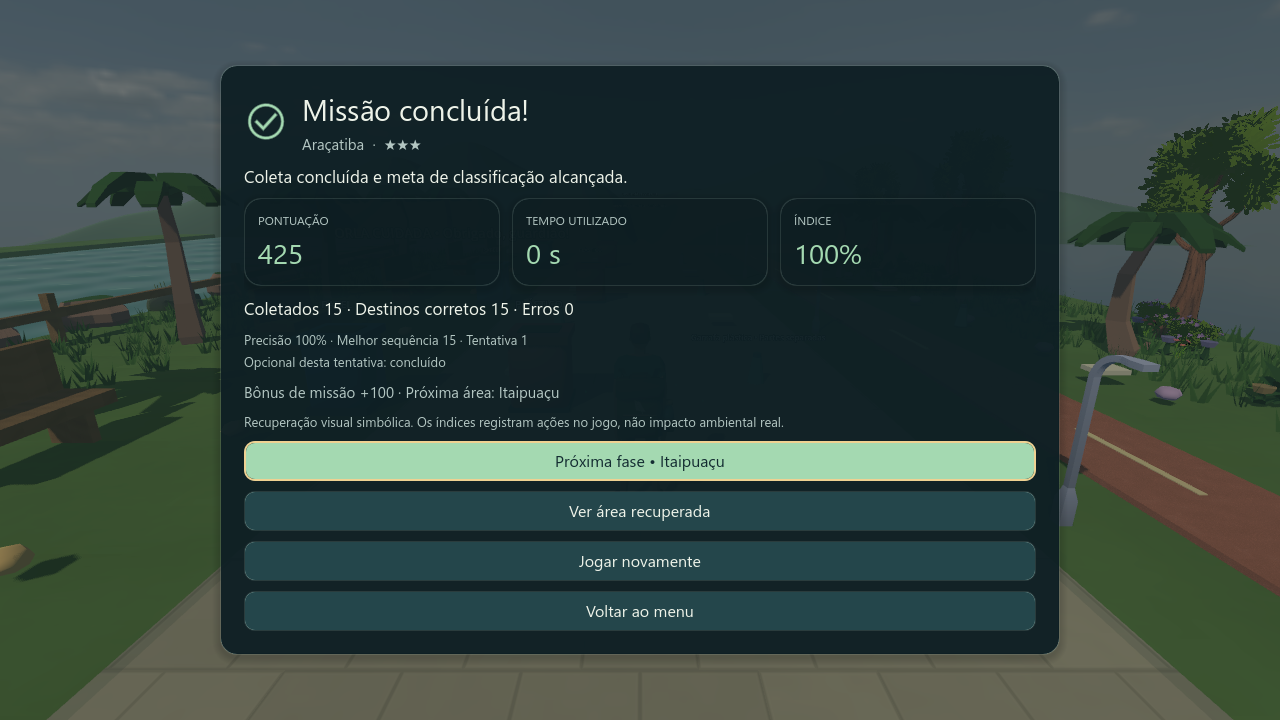 Missão concluída!
Araçatiba · ★★★
Coleta concluída e meta de classificação alcançada.
PONTUAÇÃO
425
TEMPO UTILIZADO
0 s
ÍNDICE
100%
Coletados 15 · Destinos corretos 15 · Erros 0
Precisão 100% · Melhor sequência 15 · Tentativa 1
Opcional desta tentativa: concluído
Bônus de missão +100 · Próxima área: Itaipuaçu
Recuperação visual simbólica. Os índices registram ações no jogo, não impacto ambiental real.
Próxima fase • Itaipuaçu
Ver área recuperada
Jogar novamente
Voltar ao menu